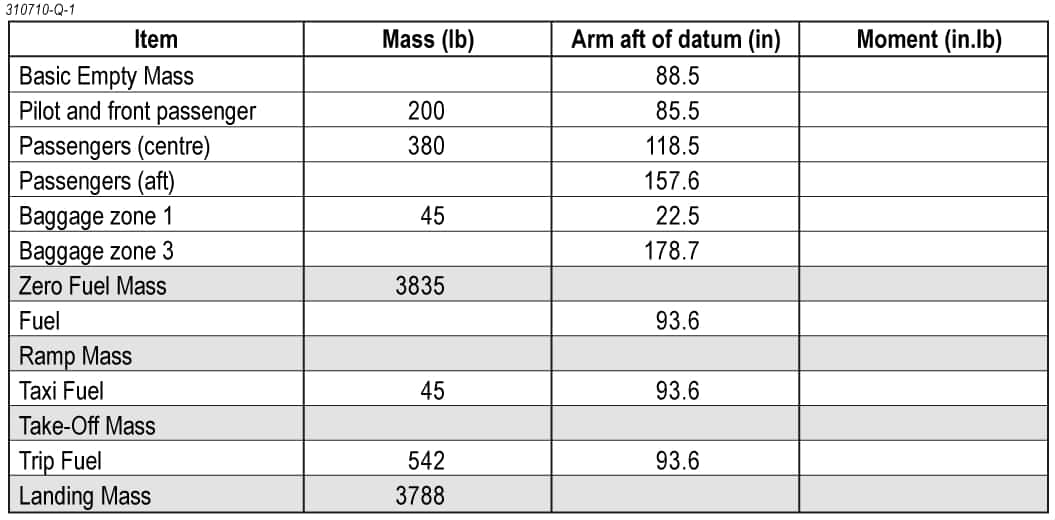 310710-Q-1
Item Mass (lb) Arm aft of datum (in) Moment (in.lb)
Basic Empty Mass 88.5
Pilot and front passenger 200 85.5
Passengers (centre) 380 118.5
Passengers (aft) 157.6
Baggage zone 1 45 22.5
Baggage zone 3 178.7
Zero Fuel Mass 3835
Fuel 93.6
Ramp Mass
Taxi Fuel 45 93.6
Take-Off Mass
Trip Fuel 542 93.6
Landing Mass 3788